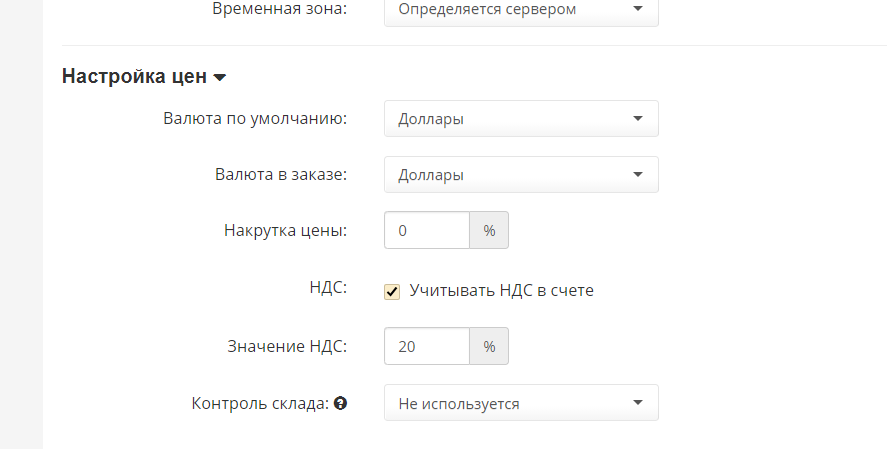 Временная зона: Определяется сервером
Настройка цен
Валюта по умолчанию: Доллары
Валюта в заказе: Доллары
Накрутка цены: 0 %
НДС: Учитывать НДС в счете
Значение НДС: 20 %
Контроль склада: Не используется